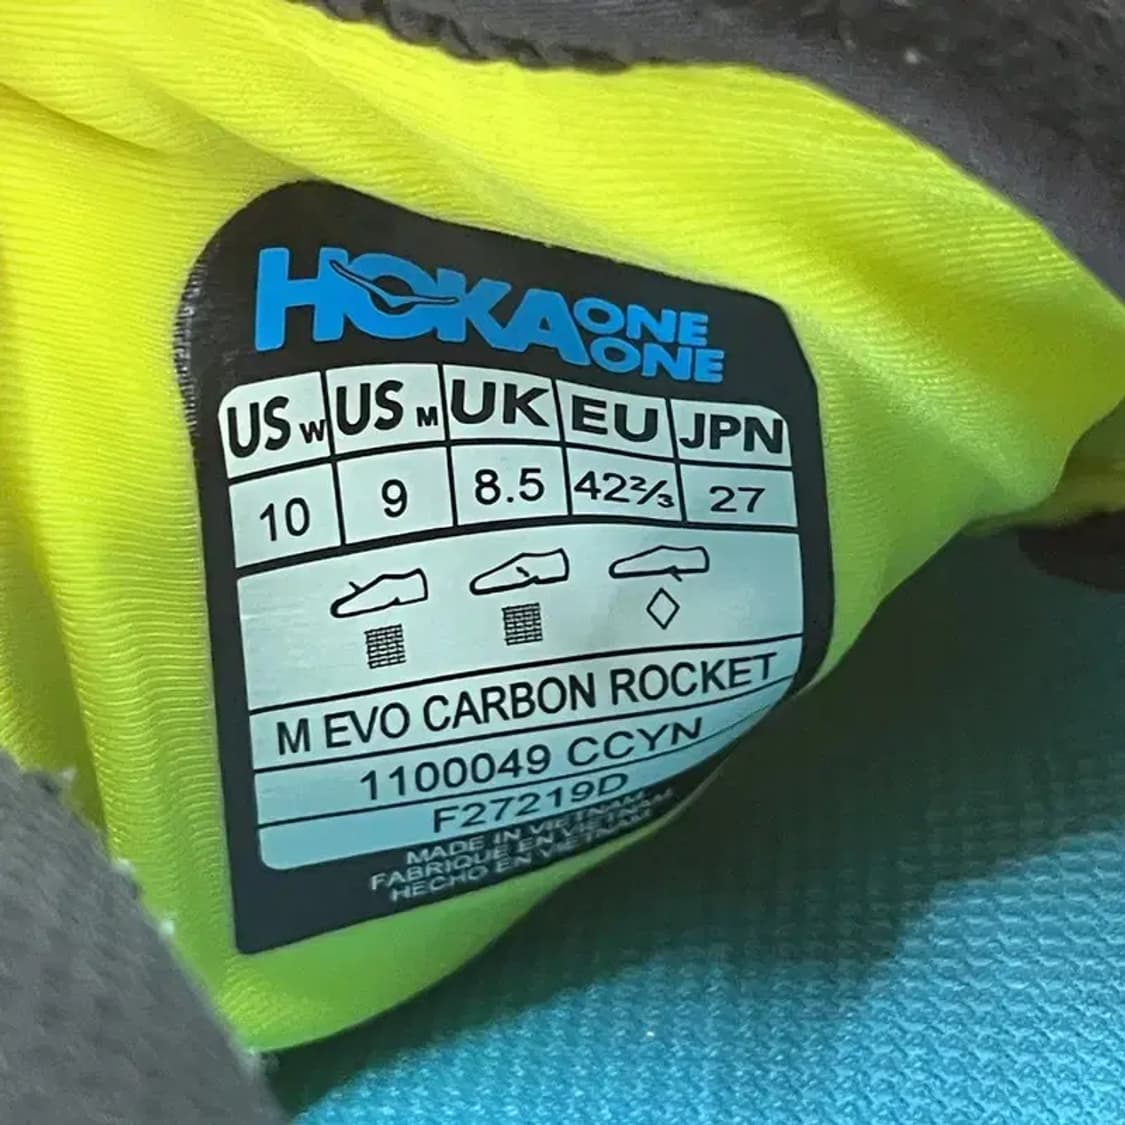 HOKA ONE ONE
US W US M UK EU JPN
10 9 8.5 42⅔ 27
M EVO CARBON ROCKET
1100049 CCYN
F27219D
MADE IN VIETNAM
FABRIQUE EN VIETNAM
HECHO EN VIETNAM